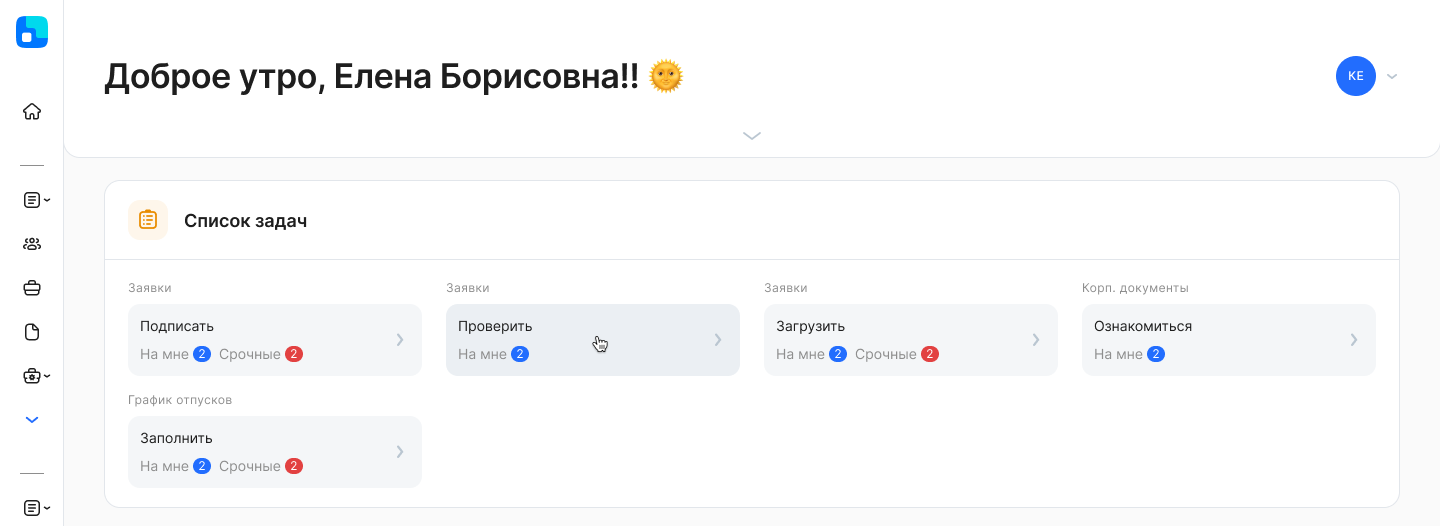 Доброе утро, Елена Борисовна!! 🌞
КЕ
Список задач
Заявки
Подписать
На мне 2 Срочные 2
Заявки
Проверить
На мне 2
Заявки
Загрузить
На мне 2 Срочные 2
Корп. документы
Ознакомиться
На мне 2
График отпусков
Заполнить
На мне 2 Срочные 2